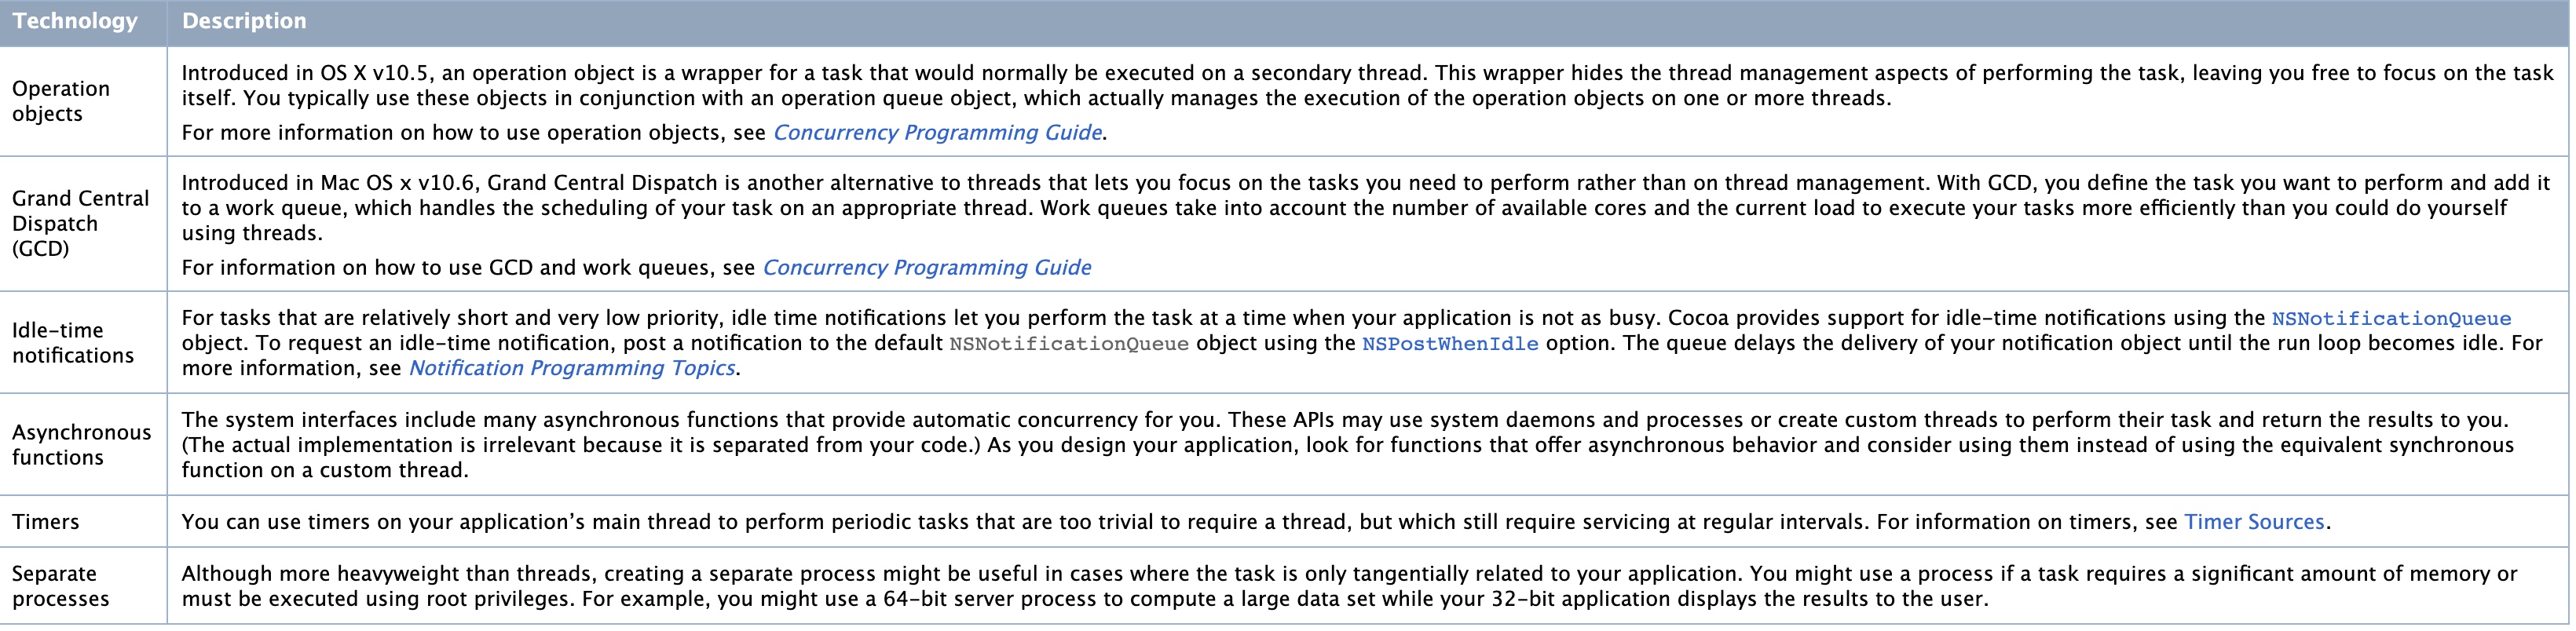 Technology
Description
Operation
objects
Introduced in OS X v10.5, an operation object is a wrapper for a task that would normally be executed on a secondary thread. This wrapper hides the thread management aspects of performing the task, leaving you free to focus on the task
itself. You typically use these objects in conjunction with an operation queue object, which actually manages the execution of the operation objects on one or more threads.
For more information on how to use operation objects, see Concurrency Programming Guide.
Grand Central
Dispatch
(GCD)
Introduced in Mac OS x v10.6, Grand Central Dispatch is another alternative to threads that lets you focus on the tasks you need to perform rather than on thread management. With GCD, you define the task you want to perform and add it
to a work queue, which handles the scheduling of your task on an appropriate thread. Work queues take into account the number of available cores and the current load to execute your tasks more efficiently than you could do yourself
using threads.
For information on how to use GCD and work queues, see Concurrency Programming Guide
Idle-time
notifications
For tasks that are relatively short and very low priority, idle time notifications let you perform the task at a time when your application is not as busy. Cocoa provides support for idle-time notifications using the NSNotificationQueue
object. To request an idle-time notification, post a notification to the default NSNotificationQueue object using the NSPostWhenIdle option. The queue delays the delivery of your notification object until the run loop becomes idle. For
more information, see Notification Programming Topics.
Asynchronous
functions
The system interfaces include many asynchronous functions that provide automatic concurrency for you. These APIs may use system daemons and processes or create custom threads to perform their task and return the results to you.
(The actual implementation is irrelevant because it is separated from your code.) As you design your application, look for functions that offer asynchronous behavior and consider using them instead of using the equivalent synchronous
function on a custom thread.
Timers
You can use timers on your application’s main thread to perform periodic tasks that are too trivial to require a thread, but which still require servicing at regular intervals. For information on timers, see Timer Sources.
Separate
processes
Although more heavyweight than threads, creating a separate process might be useful in cases where the task is only tangentially related to your application. You might use a process if a task requires a significant amount of memory or
must be executed using root privileges. For example, you might use a 64-bit server process to compute a large data set while your 32-bit application displays the results to the user.